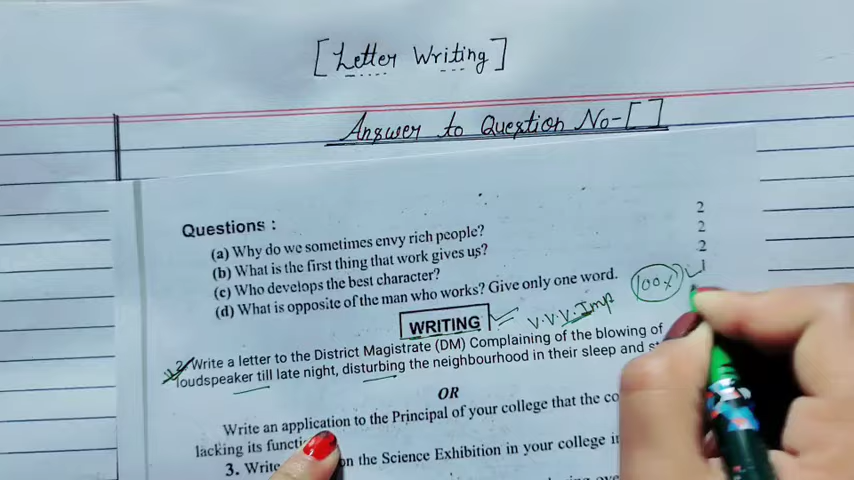 [Letter Writing]
Answer to Question No-[ ]
Questions :
(a) Why do we sometimes envy rich people? 2
(b) What is the first thing that work gives us? 2
(c) Who develops the best character? 2
(d) What is opposite of the man who works? Give only one word. 1
WRITING V.V.V. Imp 100%
2. Write a letter to the District Magistrate (DM) Complaining of the blowing of
loudspeaker till late night, disturbing the neighbourhood in their sleep and
OR
Write an application to the Principal of your college that the
lacking its
3. Write on the Science Exhibition in your college